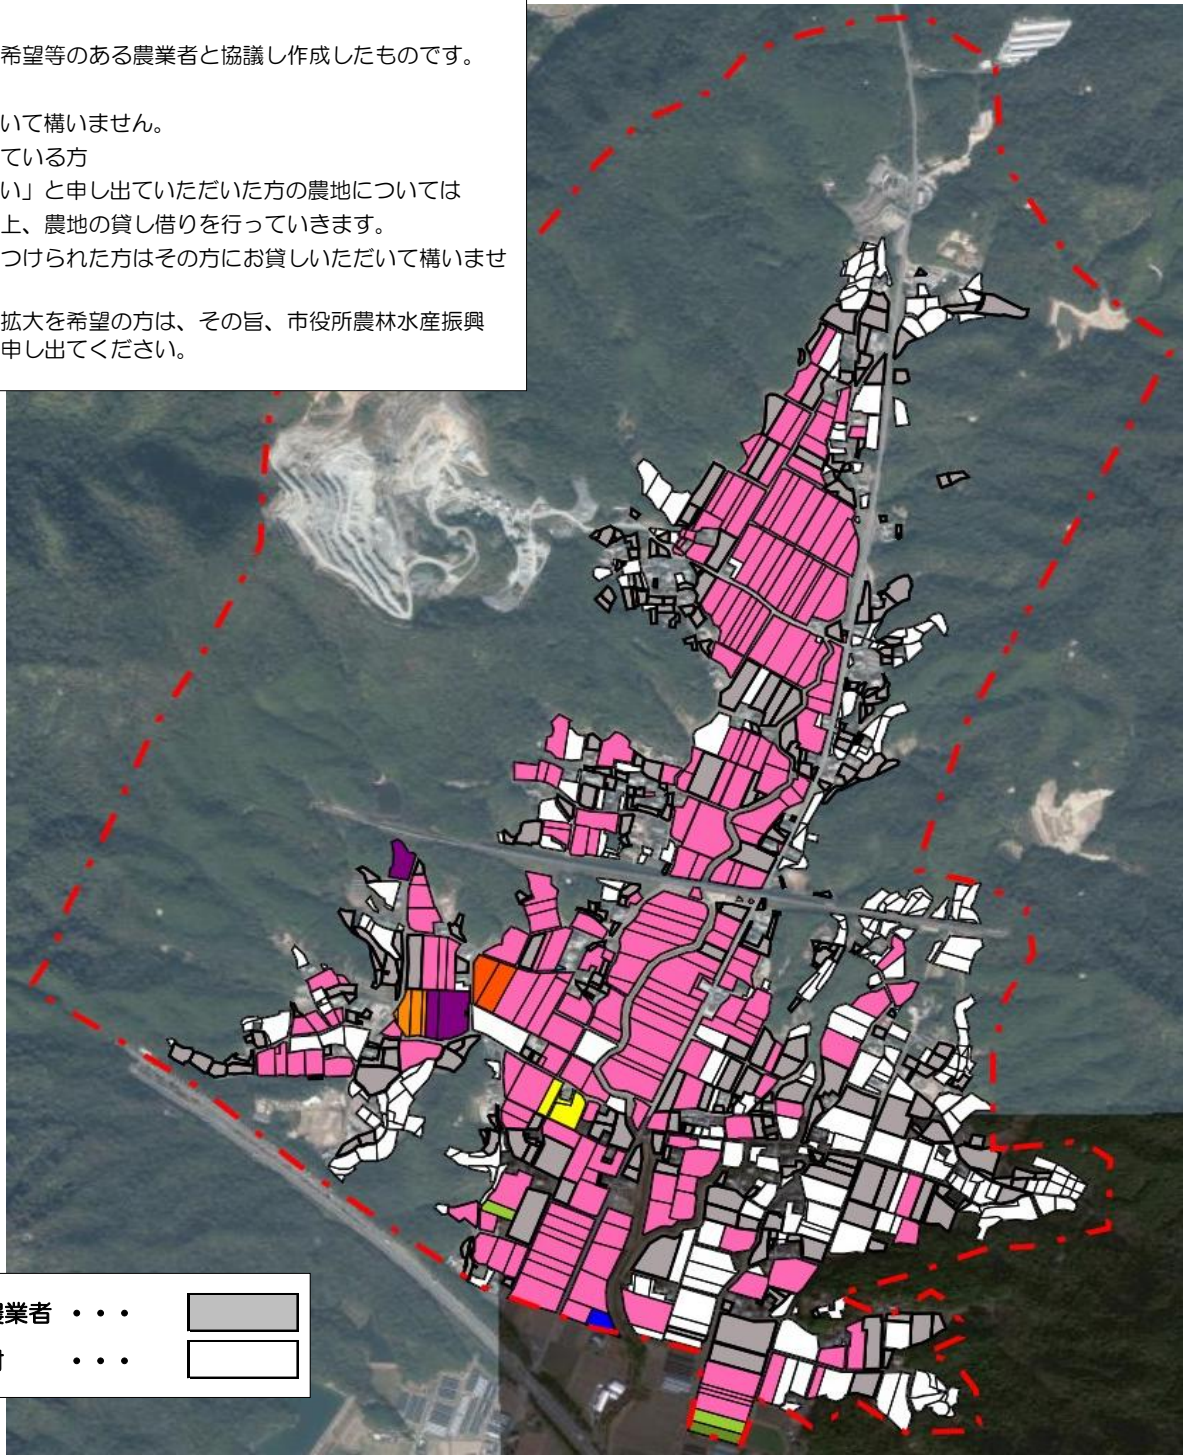 希望等のある農業者と協議し作成したものです。
いて構いません。
ている方
い」と申し出ていただいた方の農地については
上、農地の貸し借りを行っていきます。
つけられた方はその方にお貸しいただいて構いませ
拡大を希望の方は、その旨、市役所農林水産振興
申し出てください。
農業者 ・・・
・・・